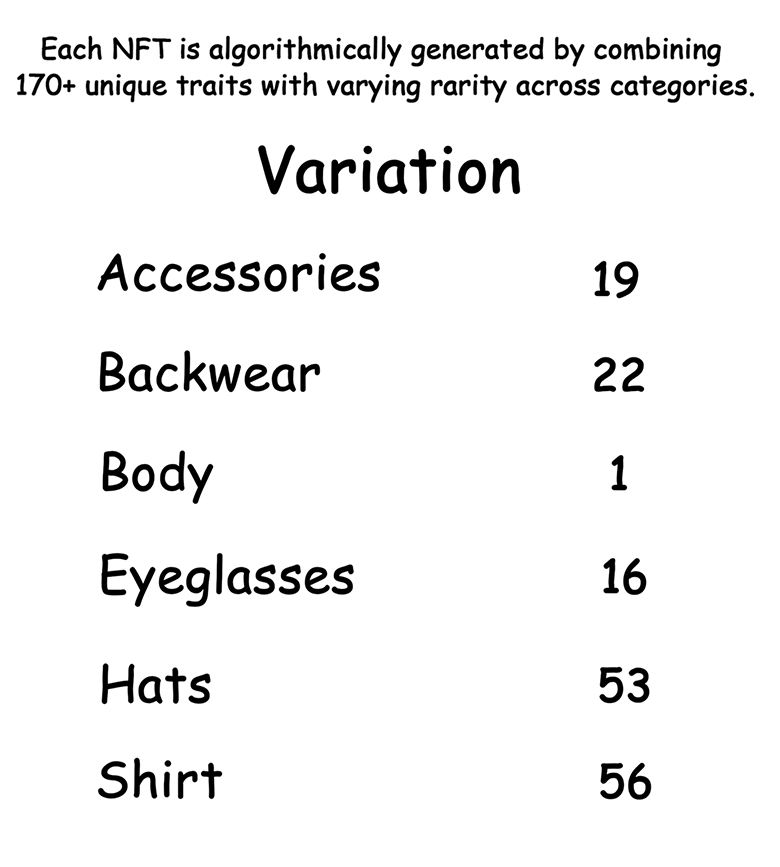 Each NFT is algorithmically generated by combining
170+ unique traits with varying rarity across categories.
Variation
Accessories 19
Backwear 22
Body 1
Eyeglasses 16
Hats 53
Shirt 56